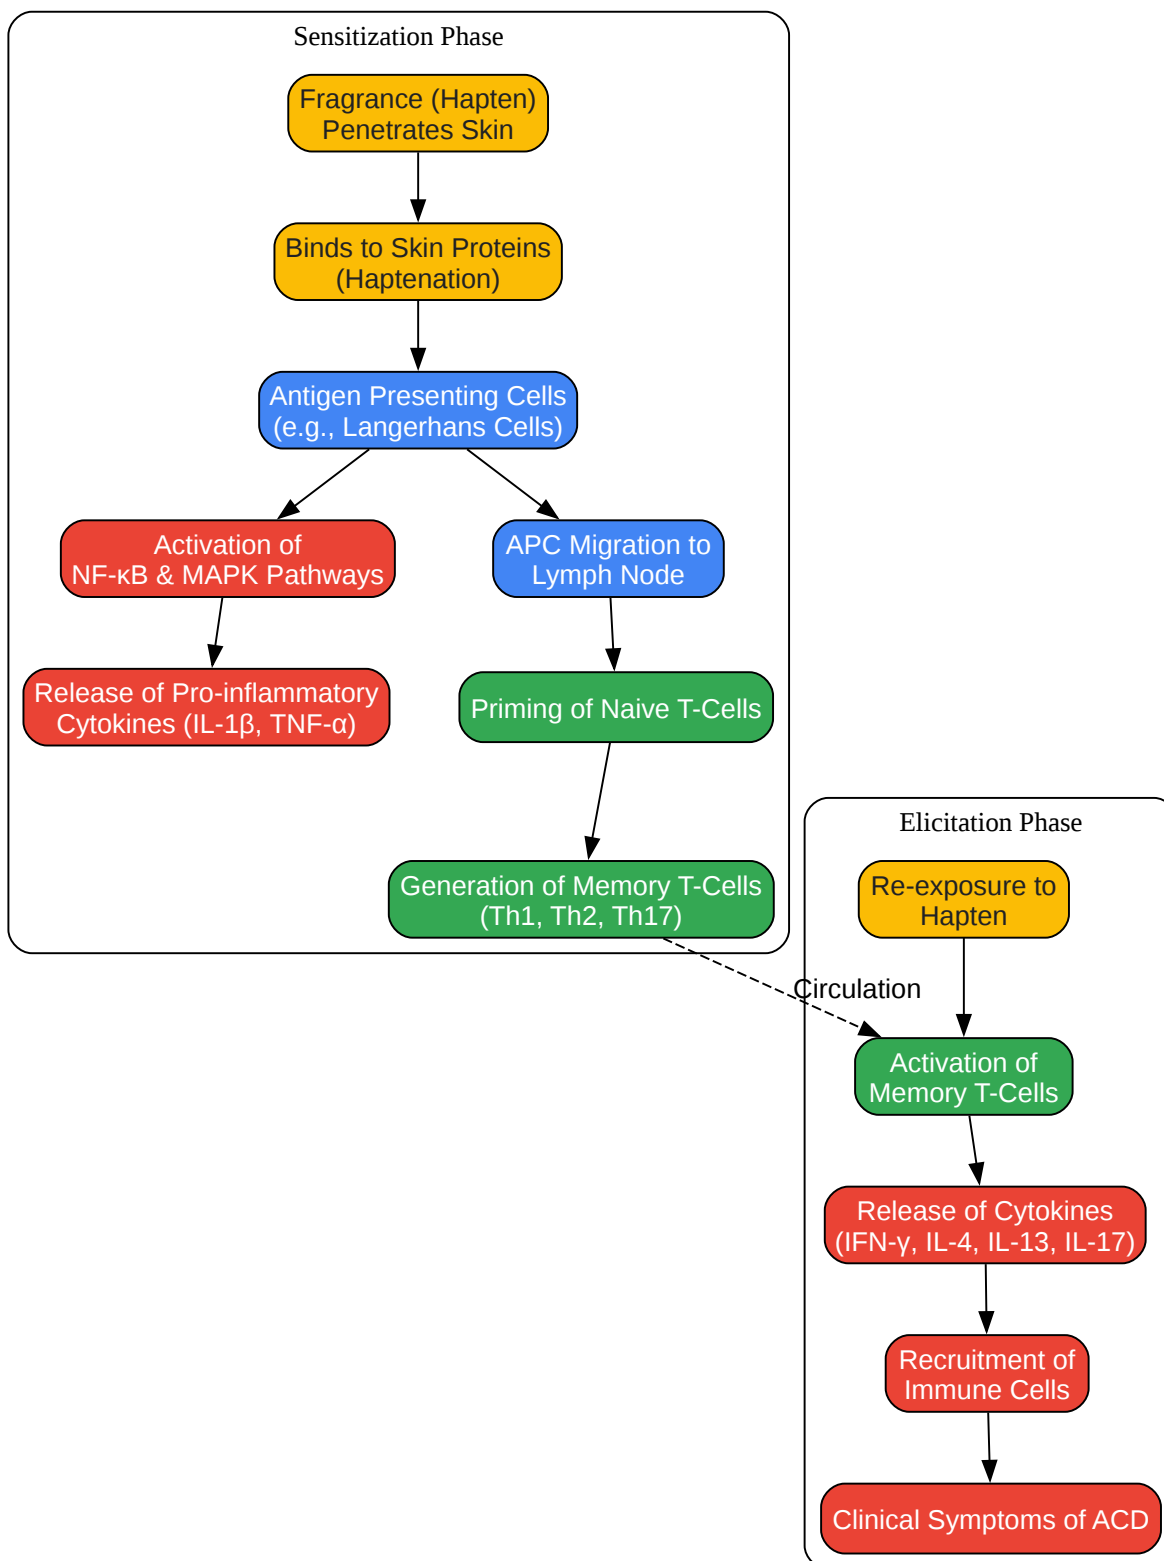 Sensitization Phase
Fragrance (Hapten)
Penetrates Skin
Binds to Skin Proteins
(Haptenation)
Antigen Presenting Cells
(e.g., Langerhans Cells)
Activation of
NF-κB & MAPK Pathways
APC Migration to
Lymph Node
Release of Pro-inflammatory
Cytokines (IL-1β, TNF-α)
Priming of Naive T-Cells
Generation of Memory T-Cells
(Th1, Th2, Th17)
Circulation
Elicitation Phase
Re-exposure to
Hapten
Activation of
Memory T-Cells
Release of Cytokines
(IFN-γ, IL-4, IL-13, IL-17)
Recruitment of
Immune Cells
Clinical Symptoms of ACD